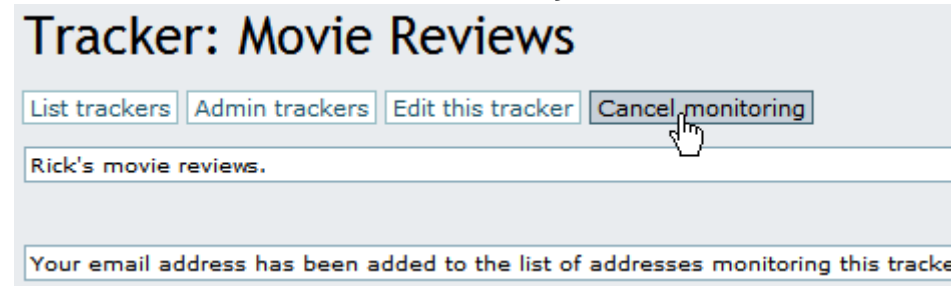 Tracker: Movie Reviews
List trackers Admin trackers Edit this tracker Cancel monitoring
Rick's movie reviews.
Your email address has been added to the list of addresses monitoring this